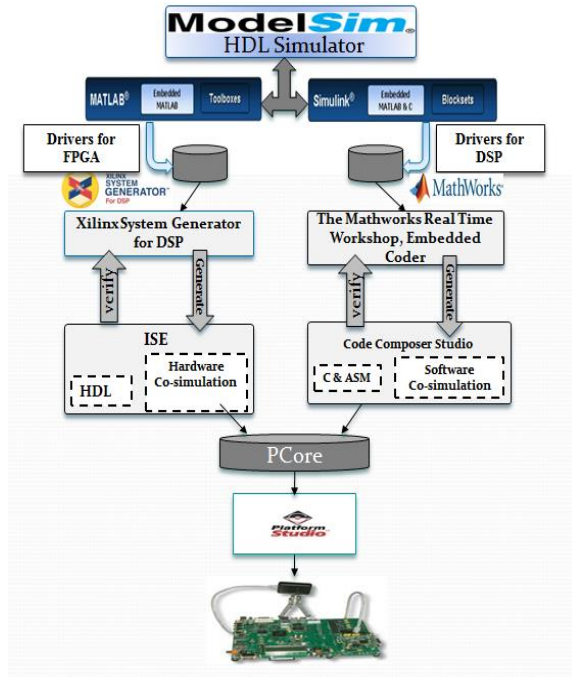 ModelSim®
HDL Simulator
MATLAB®
Embedded
MATLAB
Toolboxes
Simulink®
Embedded
MATLAB & C
Blocksets
Drivers for
FPGA
Drivers for
DSP
XILINX
SYSTEM
GENERATOR™
For DSP
MathWorks®
Xilinx System Generator
for DSP
The Mathworks Real Time
Workshop, Embedded
Coder
verify
Generate
verify
Generate
ISE
HDL
Hardware
Co-simulation
Code Composer Studio
C & ASM
Software
Co-simulation
PCore
Platform
Studio™